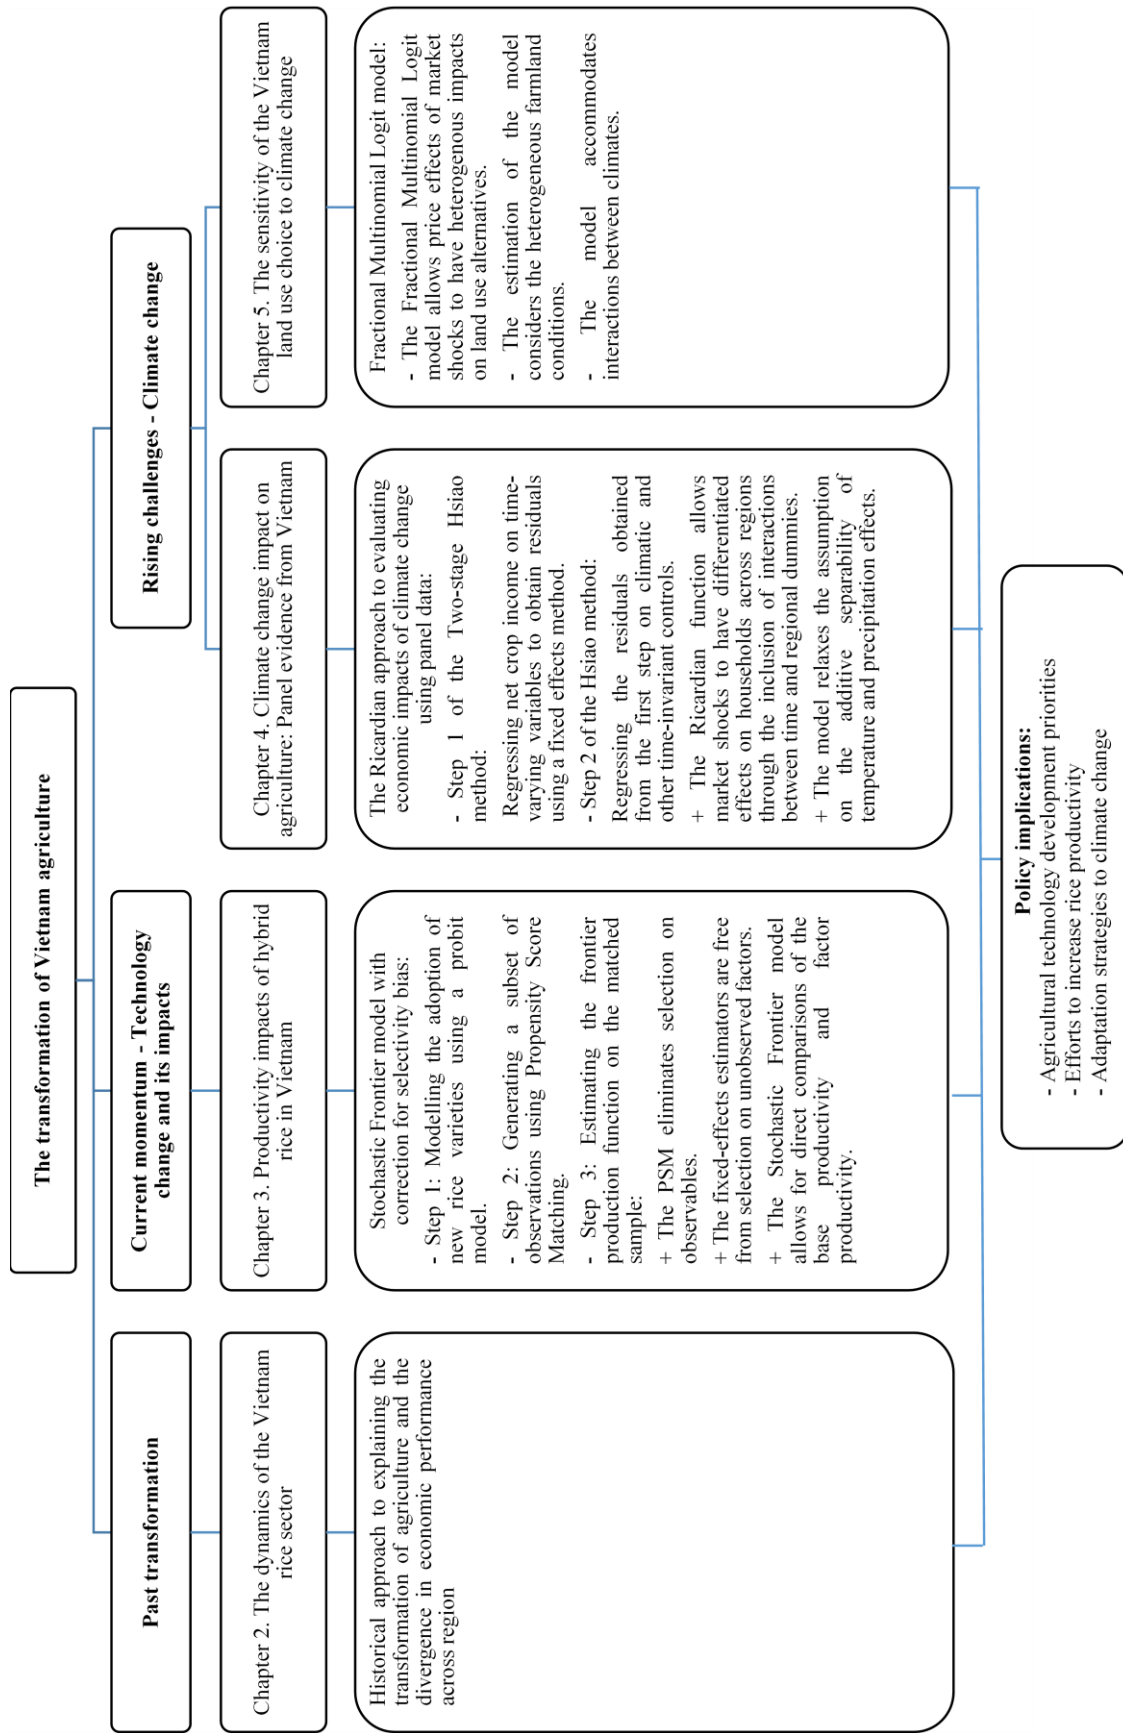 The transformation of Vietnam agriculture
Past transformation
Current momentum - Technology
change and its impacts
Rising challenges - Climate change
Chapter 2. The dynamics of the Vietnam
rice sector
Chapter 3. Productivity impacts of hybrid
rice in Vietnam
Chapter 4. Climate change impact on
agriculture: Panel evidence from Vietnam
Chapter 5. The sensitivity of the Vietnam
land use choice to climate change
Historical approach to explaining the
transformation of agriculture and the
divergence in economic performance
across region
Stochastic Frontier model with
correction for selectivity bias:
- Step 1: Modelling the adoption of
new rice varieties using a probit
model.
- Step 2: Generating a subset of
observations using Propensity Score
Matching.
- Step 3: Estimating the frontier
production function on the matched
sample:
+ The PSM eliminates selection on
observables.
+ The fixed-effects estimators are free
from selection on unobserved factors.
+ The Stochastic Frontier model
allows for direct comparisons of the
base productivity and factor
productivity.
The Ricardian approach to evaluating
economic impacts of climate change
using panel data:
- Step 1 of the Two-stage Hsiao
method:
Regressing net crop income on time-
varying variables to obtain residuals
using a fixed effects method.
- Step 2 of the Hsiao method:
Regressing the residuals obtained
from the first step on climatic and
other time-invariant controls.
+ The Ricardian function allows
market shocks to have differentiated
effects on households across regions
through the inclusion of interactions
between time and regional dummies.
+ The model relaxes the assumption
on the additive separability of
temperature and precipitation effects.
Fractional Multinomial Logit model:
- The Fractional Multinomial Logit
model allows price effects of market
shocks to have heterogenous impacts
on land use alternatives.
- The estimation of the model
considers the heterogeneous farmland
conditions.
- The model accommodates
interactions between climates.
Policy implications:
- Agricultural technology development priorities
- Efforts to increase rice productivity
- Adaptation strategies to climate change